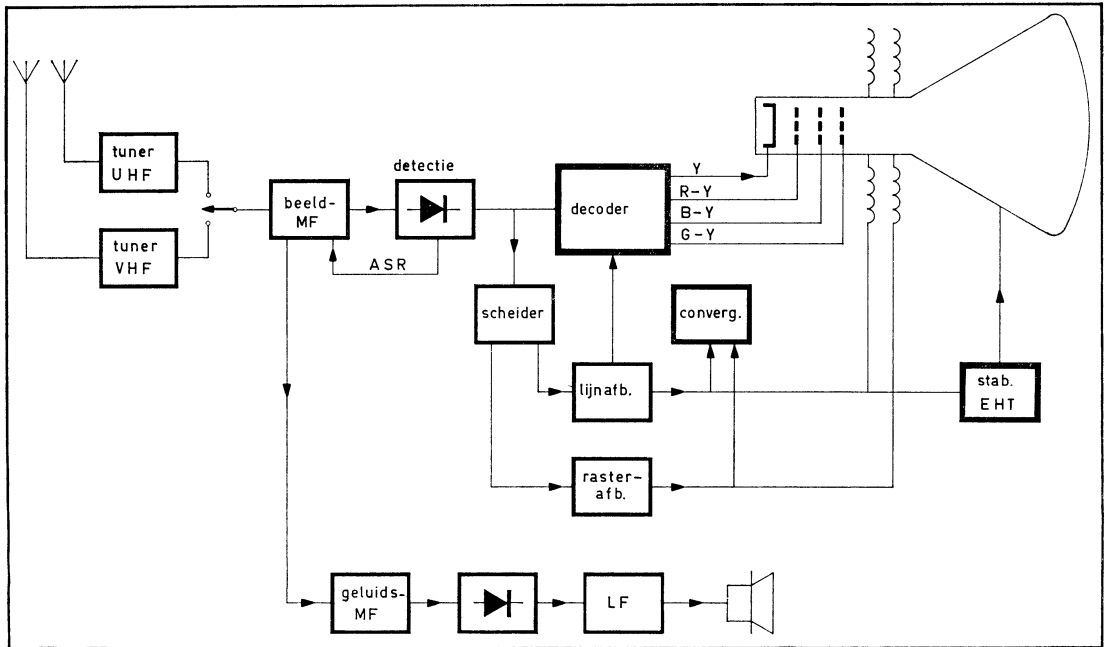 tuner
UHF
tuner
VHF
beeld-
MF
detectie
ASR
decoder
Y
R-Y
B-Y
G-Y
scheider
converg.
lijnafb.
stab.
EHT
raster-
afb.
geluids-
MF
LF